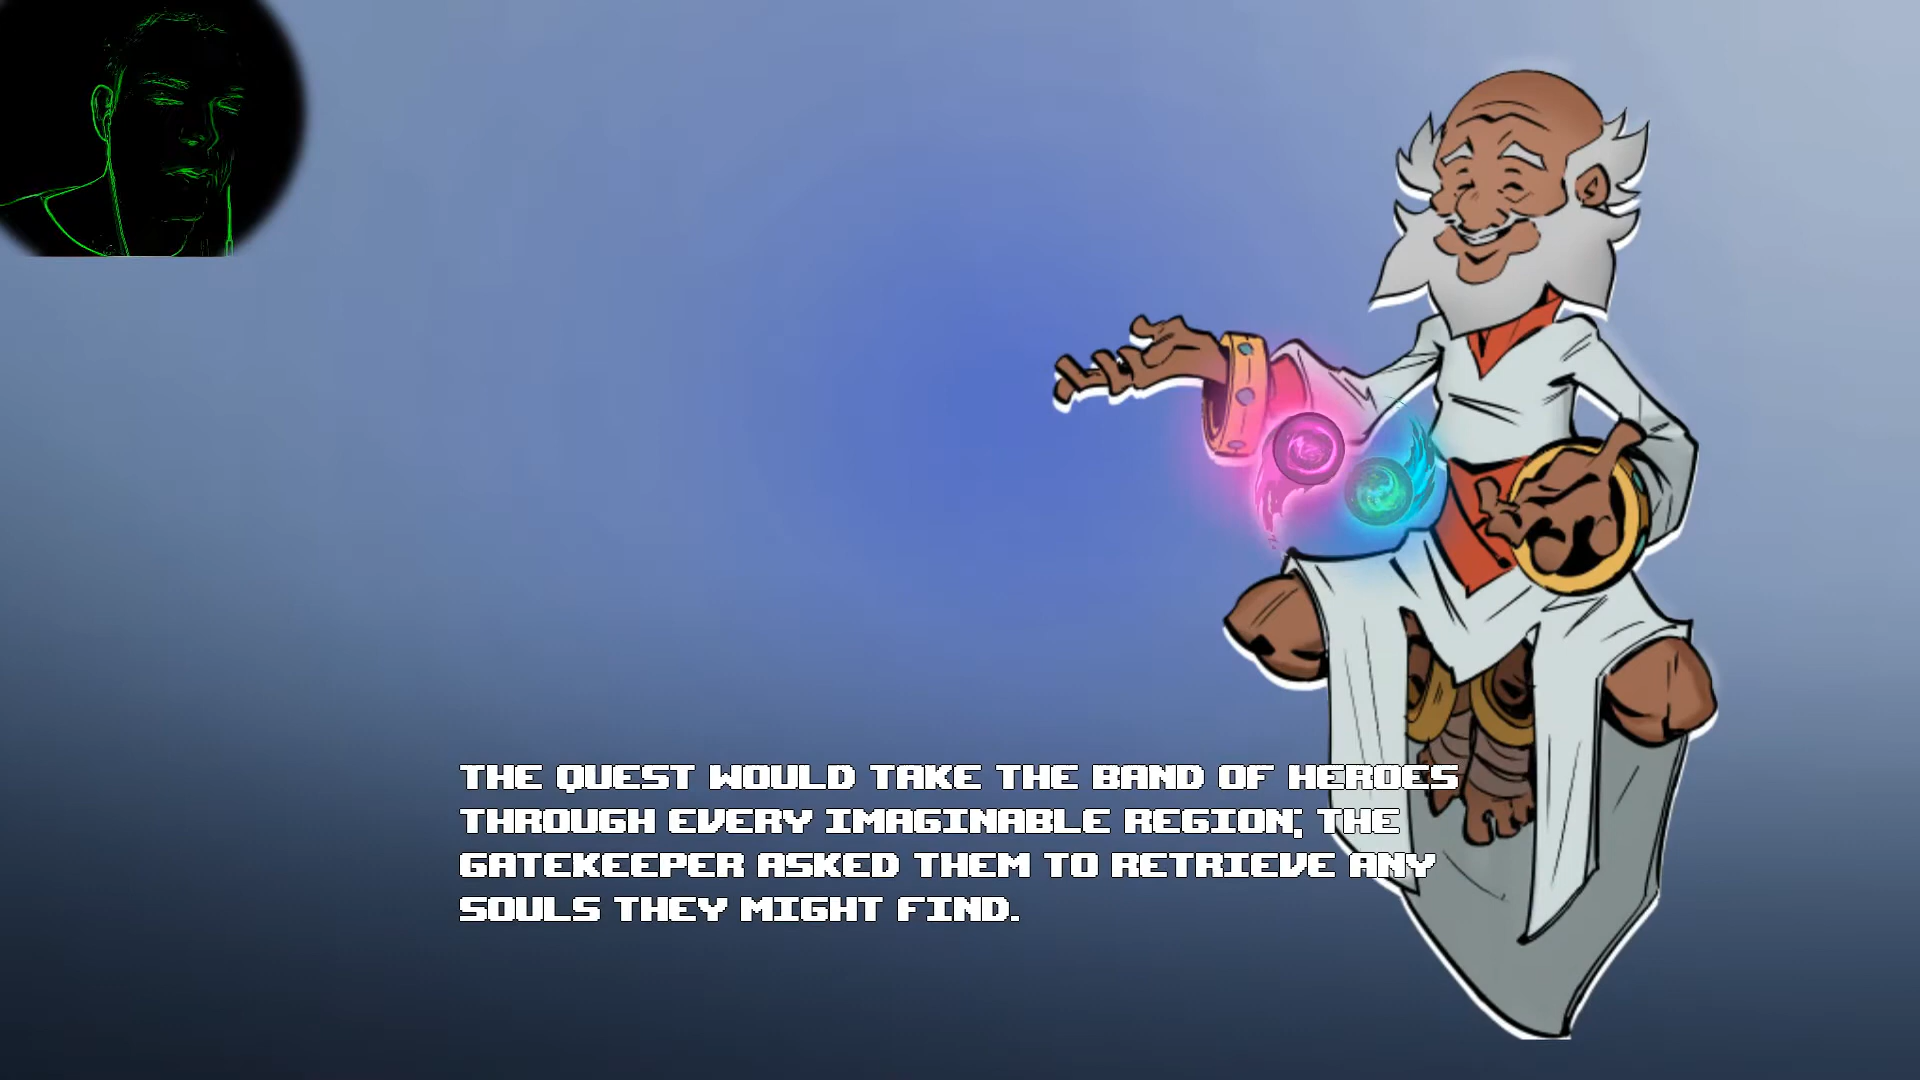 THE QUEST WOULD TAKE THE BAND OF HEROES
THROUGH EVERY IMAGINABLE REGION; THE
GATEKEEPER ASKED THEM TO RETRIEVE ANY
SOULS THEY MIGHT FIND.